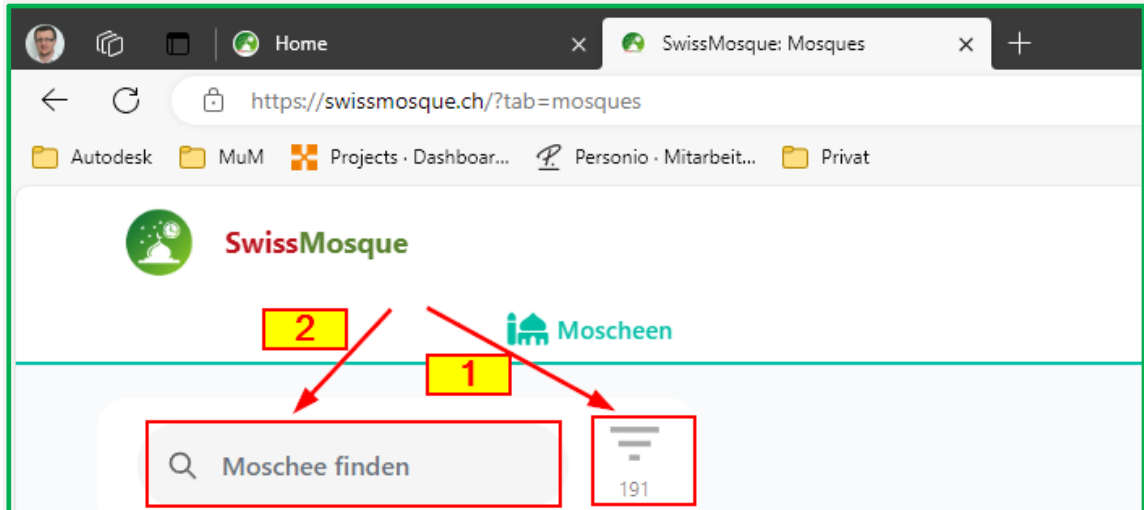 Home
SwissMosque: Mosques
https://swissmosque.ch/?tab=mosques
Autodesk MuM Projects · Dashboar... Personio · Mitarbeit... Privat
SwissMosque
2
Moscheen
1
Moschee finden
191